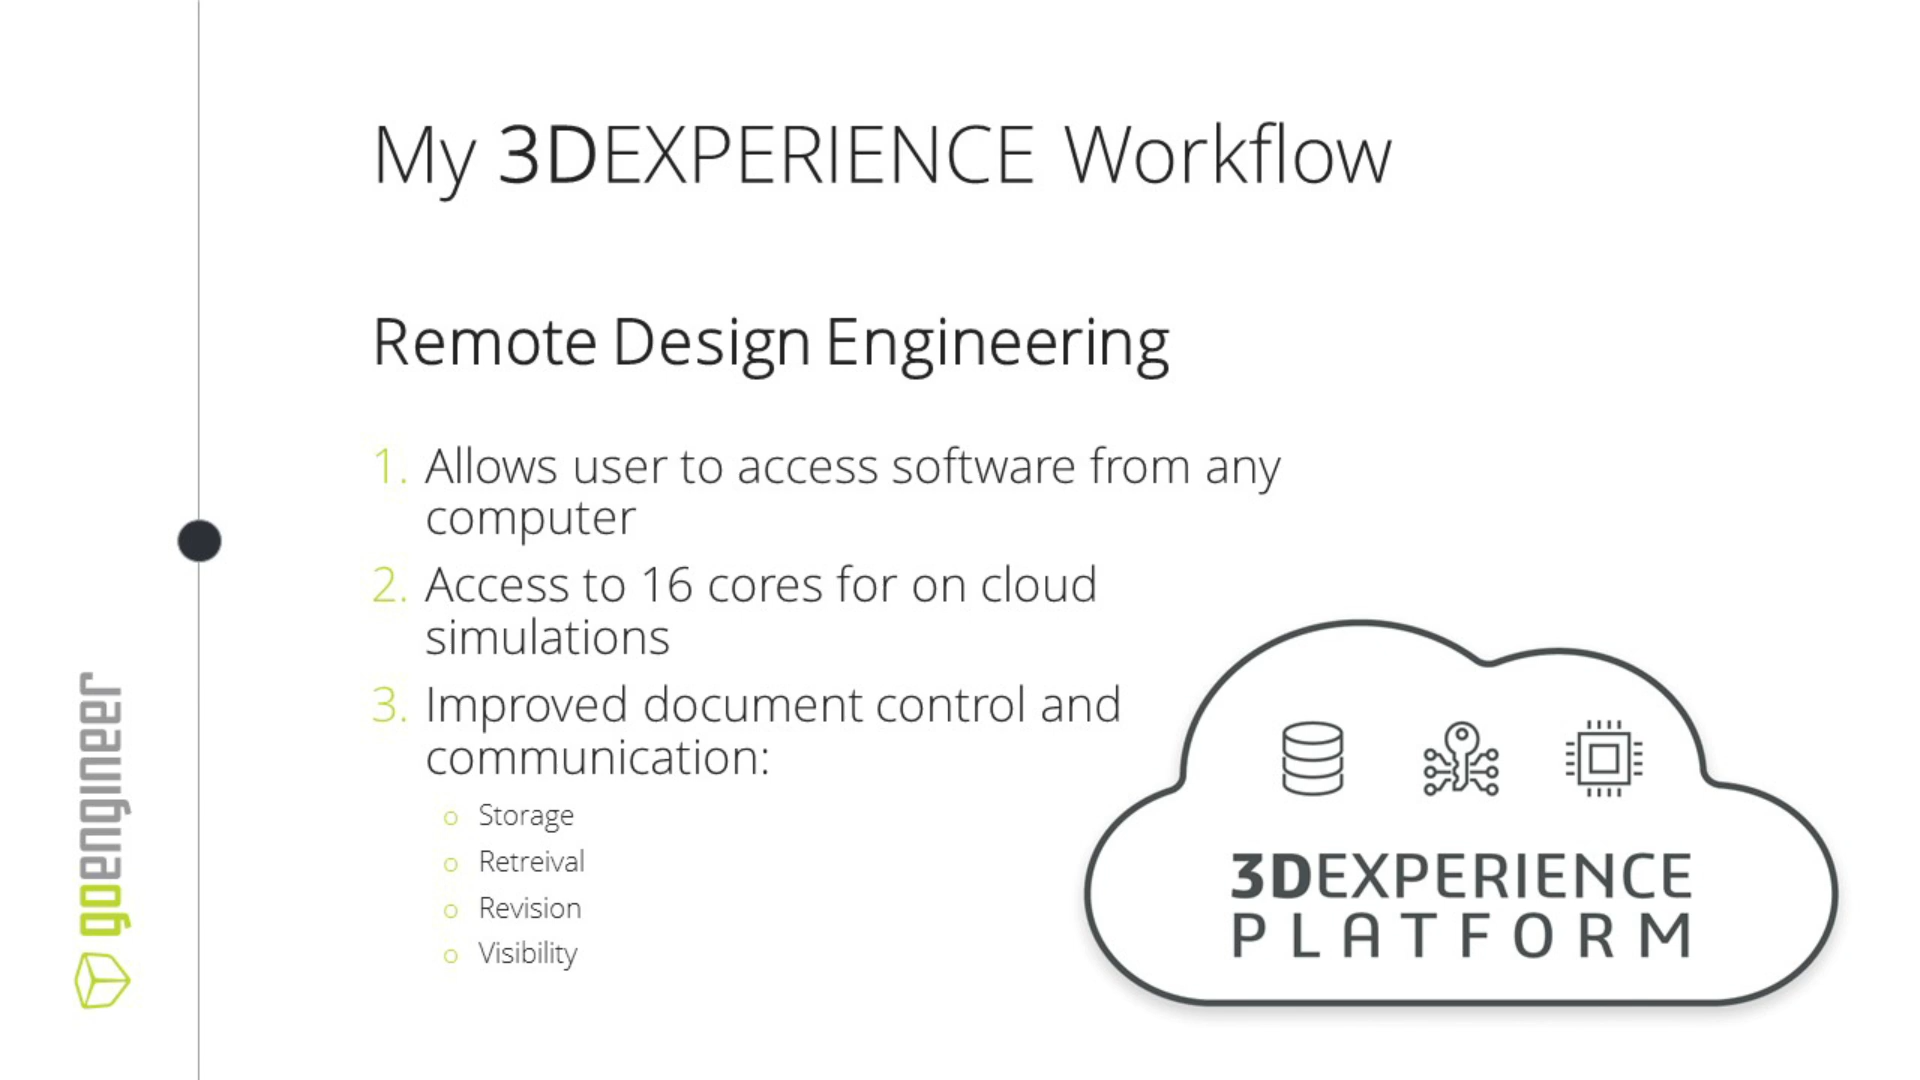 My 3DEXPERIENCE Workflow
Remote Design Engineering
1. Allows user to access software from any
computer
2. Access to 16 cores for on cloud
simulations
3. Improved document control and
communication:
o Storage
o Retreival
o Revision
o Visibility
3DEXPERIENCE
PLATFORM
goengineer